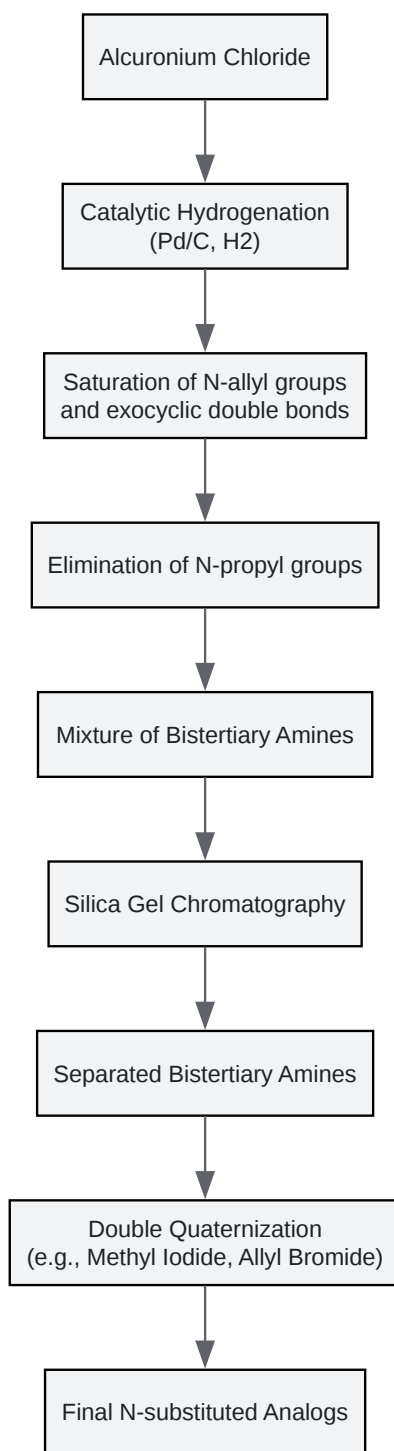 Alcuronium Chloride
Catalytic Hydrogenation
(Pd/C, H2)
Saturation of N-allyl groups
and exocyclic double bonds
Elimination of N-propyl groups
Mixture of Bistertiary Amines
Silica Gel Chromatography
Separated Bistertiary Amines
Double Quaternization
(e.g., Methyl Iodide, Allyl Bromide)
Final N-substituted Analogs